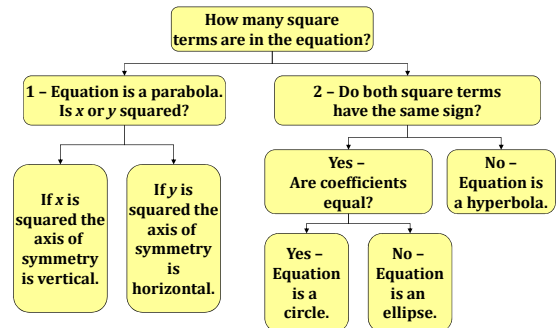 How many square
terms are in the equation?
1 – Equation is a parabola.
Is x or y squared?
2 – Do both square terms
have the same sign?
If x is
squared the
axis of
symmetry
is vertical.
If y is
squared the
axis of
symmetry
is
horizontal.
Yes –
Are coefficients
equal?
No –
Equation is
a hyperbola.
Yes –
Equation
is a
circle.
No –
Equation
is an
ellipse.